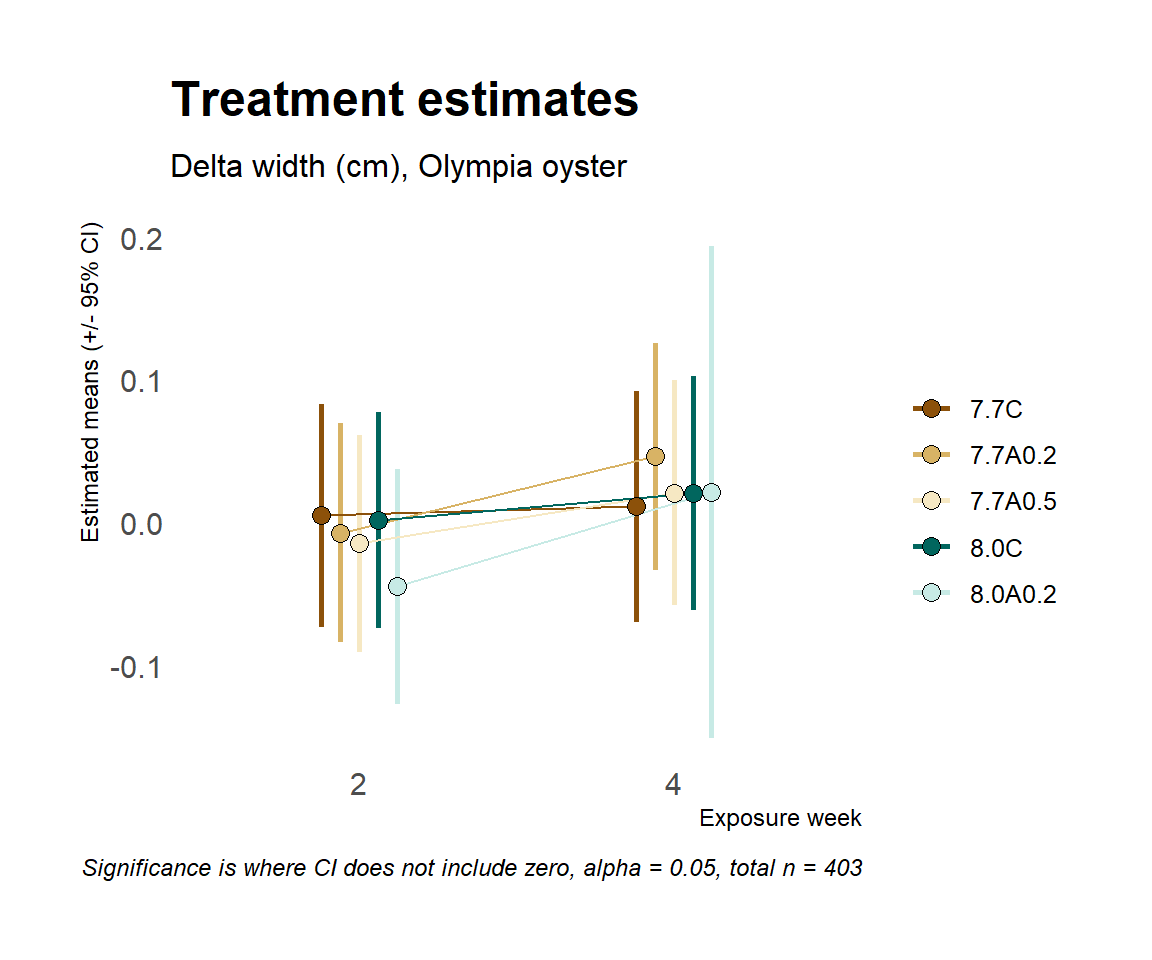 Treatment estimates
Delta width (cm), Olympia oyster
Estimated means (+/- 95% CI)
0.2
0.1
0.0
-0.1
2
4
Exposure week
7.7C
7.7A0.2
7.7A0.5
8.0C
8.0A0.2
Significance is where CI does not include zero, alpha = 0.05, total n = 403